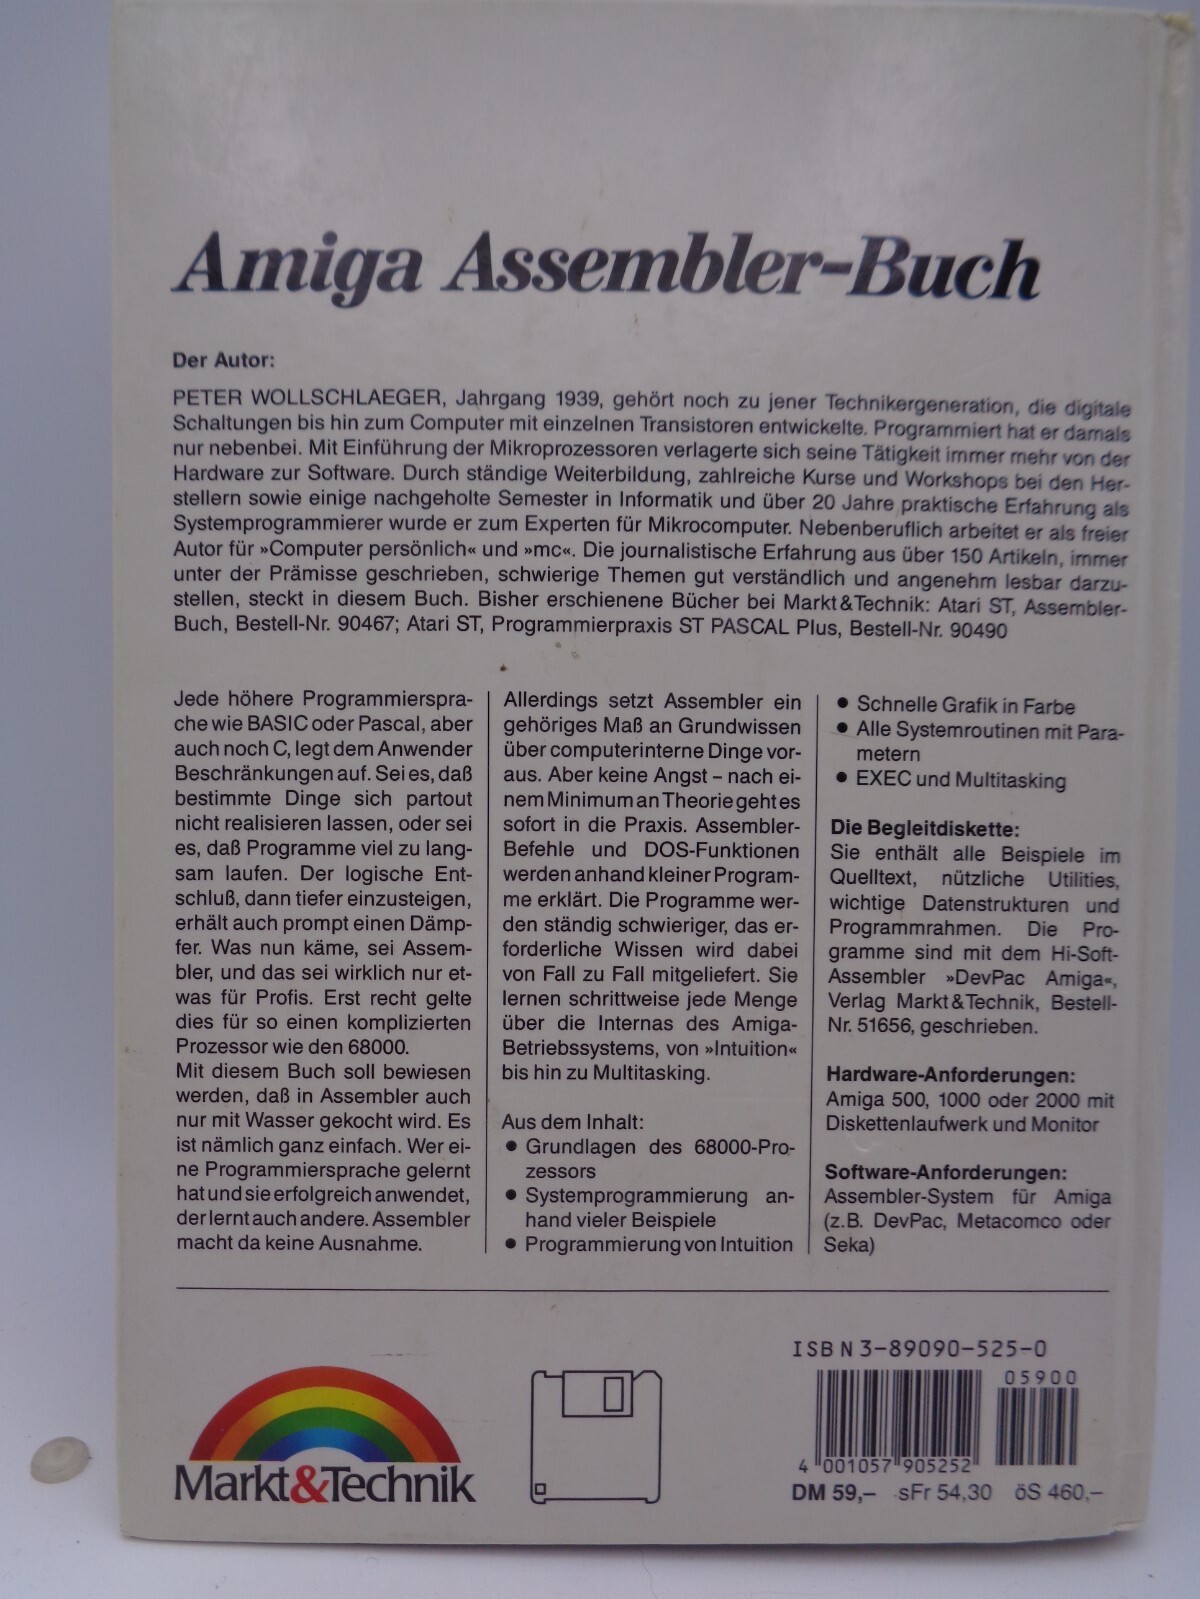 Amiga Assembler-Buch
Der Autor:
PETER WOLLSCHLAEGER, Jahrgang 1939, gehört noch zu jener Technikergeneration, die digitale
Schaltungen bis hin zum Computer mit einzelnen Transistoren entwickelte. Programmiert hat er damals
nur nebenbei. Mit Einführung der Mikroprozessoren verlagerte sich seine Tätigkeit immer mehr von der
Hardware zur Software. Durch ständige Weiterbildung, zahlreiche Kurse und Workshops bei den Her-
stellern sowie einige nachgeholte Semester in Informatik und über 20 Jahre praktische Erfahrung als
Systemprogrammierer wurde er zum Experten für Mikrocomputer. Nebenberuflich arbeitet er als freier
Autor für »Computer persönlich« und »mc«. Die journalistische Erfahrung aus über 150 Artikeln, immer
unter der Prämisse geschrieben, schwierige Themen gut verständlich und angenehm lesbar darzu-
stellen, steckt in diesem Buch. Bisher erschienene Bücher bei Markt&Technik: Atari ST, Assembler-
Buch, Bestell-Nr. 90467; Atari ST, Programmierpraxis ST PASCAL Plus, Bestell-Nr. 90490
Jede höhere Programmierspra-
che wie BASIC oder Pascal, aber
auch noch C, legt dem Anwender
Beschränkungen auf. Sei es, daß
bestimmte Dinge sich partout
nicht realisieren lassen, oder sei
es, daß Programme viel zu lang-
sam laufen. Der logische Ent-
schluß, dann tiefer einzusteigen,
erhält auch prompt einen Dämp-
fer. Was nun käme, sei Assem-
bler, und das sei wirklich nur et-
was für Profis. Erst recht gelte
dies für so einen komplizierten
Prozessor wie den 68000.
Mit diesem Buch soll bewiesen
werden, daß in Assembler auch
nur mit Wasser gekocht wird. Es
ist nämlich ganz einfach. Wer ei-
ne Programmiersprache gelernt
hat und sie erfolgreich anwendet,
der lernt auch andere. Assembler
macht da keine Ausnahme.
Allerdings setzt Assembler ein
gehöriges Maß an Grundwissen
über computerinterne Dinge vor-
aus. Aber keine Angst – nach ei-
nem Minimum an Theorie geht es
sofort in die Praxis. Assembler-
Befehle und DOS-Funktionen
werden anhand kleiner Program-
me erklärt. Die Programme wer-
den ständig schwieriger, das er-
forderliche Wissen wird dabei
von Fall zu Fall mitgeliefert. Sie
lernen schrittweise jede Menge
über die Internas des Amiga-
Betriebssystems, von »Intuition«
bis hin zu Multitasking.
Aus dem Inhalt:
● Grundlagen des 68000-Pro-
zessors
● Systemprogrammierung an-
hand vieler Beispiele
● Programmierung von Intuition
● Schnelle Grafik in Farbe
● Alle Systemroutinen mit Para-
metern
● EXEC und Multitasking
Die Begleitdiskette:
Sie enthält alle Beispiele im
Quelltext, nützliche Utilities,
wichtige Datenstrukturen und
Programmrahmen. Die Pro-
gramme sind mit dem Hi-Soft-
Assembler »DevPac Amiga«,
Verlag Markt&Technik, Bestell-
Nr. 51656, geschrieben.
Hardware-Anforderungen:
Amiga 500, 1000 oder 2000 mit
Diskettenlaufwerk und Monitor
Software-Anforderungen:
Assembler-System für Amiga
(z.B. DevPac, Metacomco oder
Seka)
Markt&Technik
ISBN 3-89090-525-0
05900
4 001057 905252
DM 59,– sFr 54,30 öS 460,–